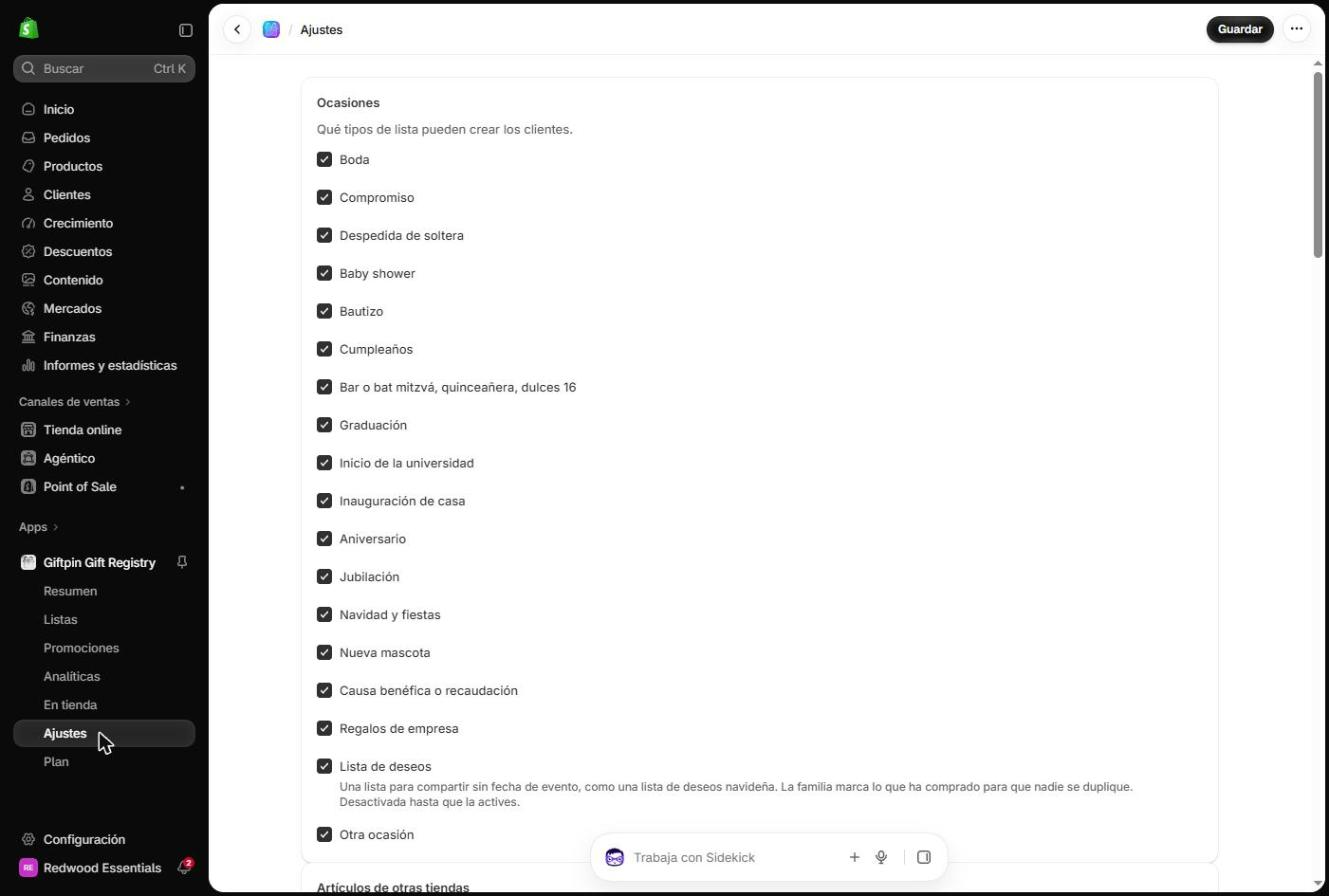 Buscar
Ctrl K
Inicio
Pedidos
Productos
Clientes
Crecimiento
Descuentos
Contenido
Mercados
Finanzas
Informes y estadísticas
Canales de ventas
Tienda online
Agéntico
Point of Sale
Apps
Giftpin Gift Registry
Resumen
Listas
Promociones
Analíticas
En tienda
Ajustes
Plan
Configuración
RE
Redwood Essentials
2
/ Ajustes
Guardar
Ocasiones
Qué tipos de lista pueden crear los clientes.
Boda
Compromiso
Despedida de soltera
Baby shower
Bautizo
Cumpleaños
Bar o bat mitzvá, quinceañera, dulces 16
Graduación
Inicio de la universidad
Inauguración de casa
Aniversario
Jubilación
Navidad y fiestas
Nueva mascota
Causa benéfica o recaudación
Regalos de empresa
Lista de deseos
Una lista para compartir sin fecha de evento, como una lista de deseos navideña. La familia marca lo que ha comprado para que nadie se duplique.
Desactivada hasta que la actives.
Otra ocasión
Trabaja con Sidekick
Artículos de otras tiendas